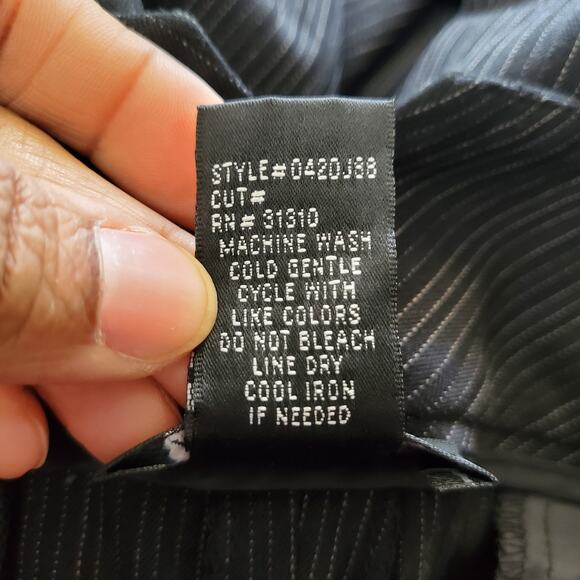 STYLE#042DJ68
CUT#
RN# 31310
MACHINE WASH
COLD GENTLE
CYCLE WITH
LIKE COLORS
DO NOT BLEACH
LINE DRY
COOL IRON
IF NEEDED